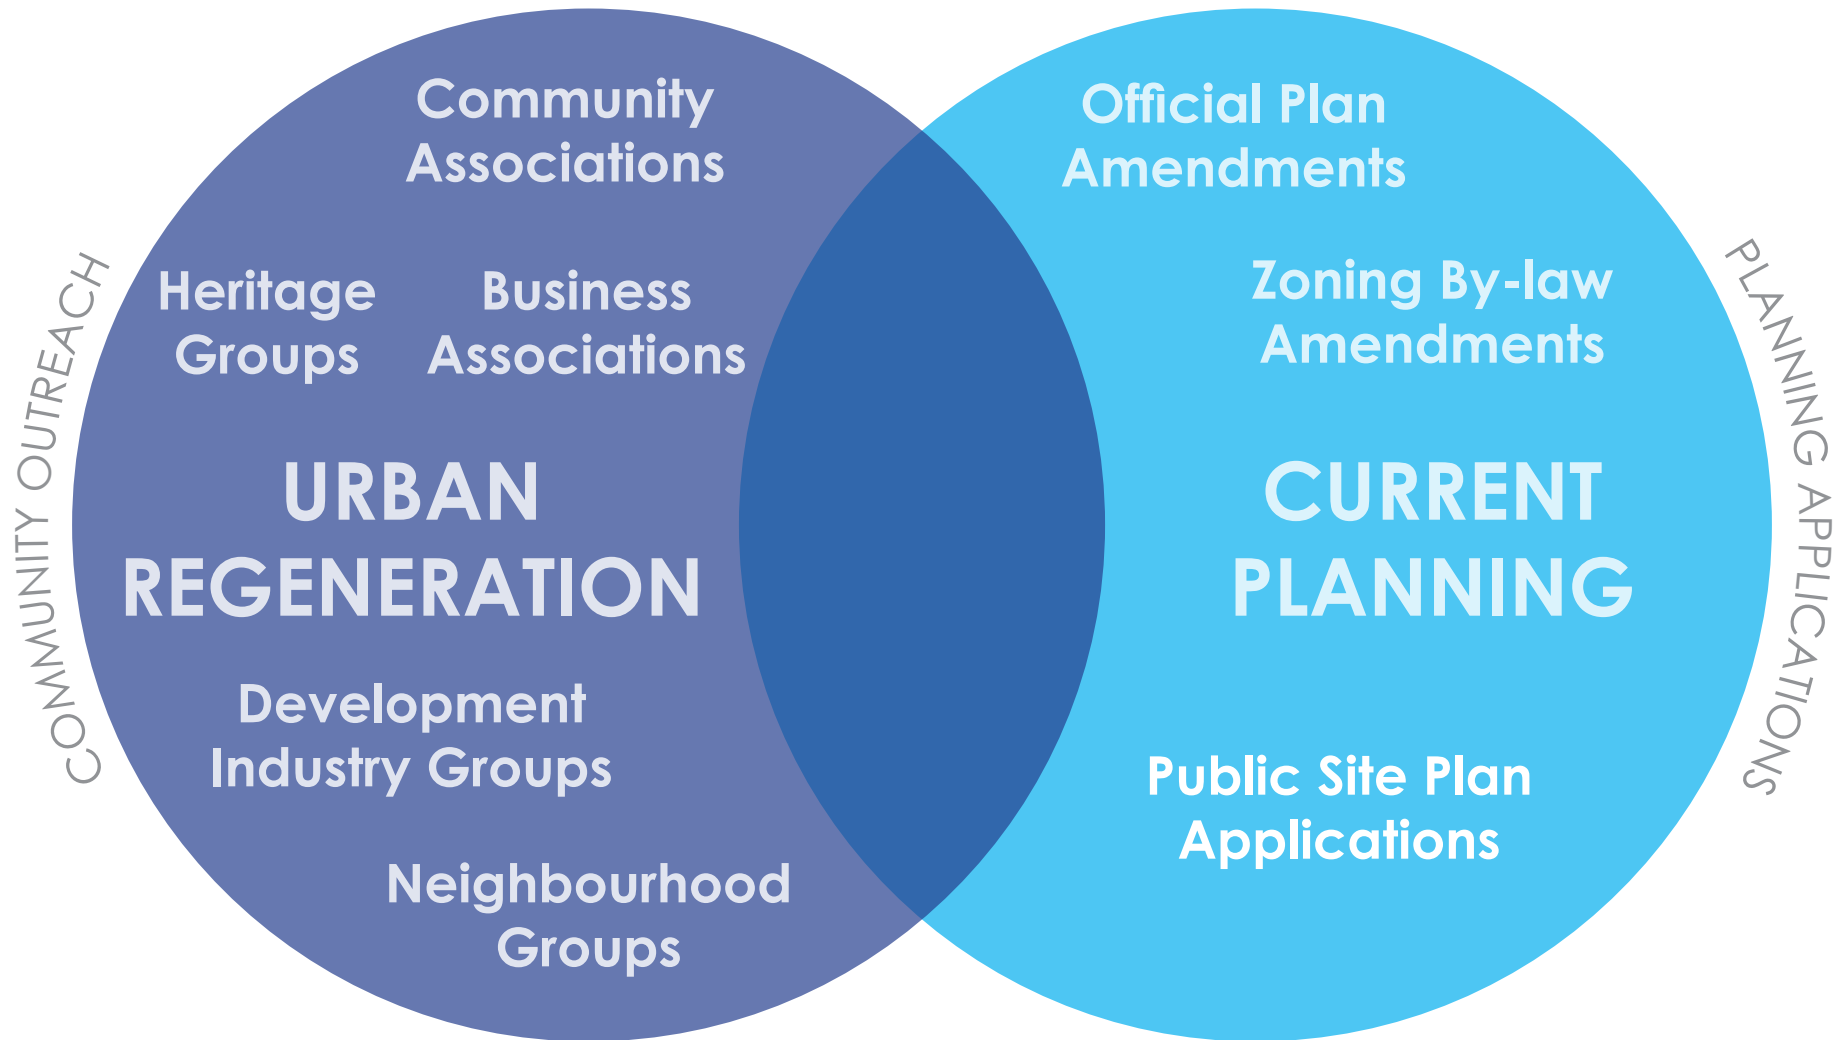 COMMUNITY OUTREACH
Community
Associations
Heritage
Groups
Business
Associations
URBAN
REGENERATION
Development
Industry Groups
Neighbourhood
Groups
Official Plan
Amendments
Zoning By-law
Amendments
CURRENT
PLANNING
Public Site Plan
Applications
PLANNING APPLICATIONS